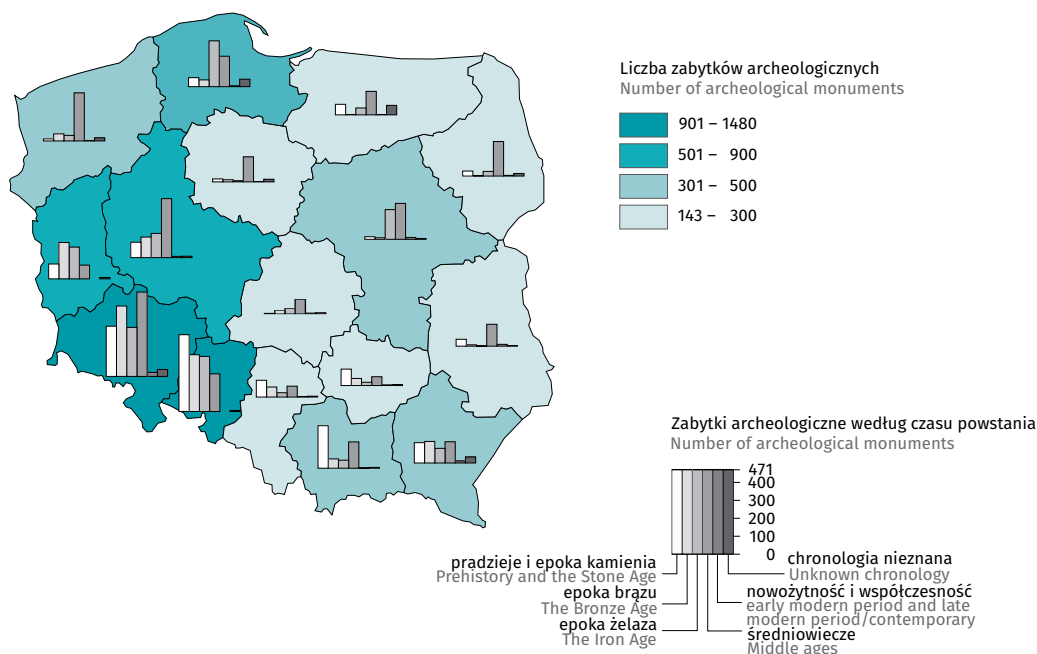 Liczba zabytków archeologicznych
Number of archeological monuments
901 – 1480
501 – 900
301 – 500
143 – 300
Zabytki archeologiczne według czasu powstania
Number of archeological monuments
471
400
300
200
100
0
pradzieje i epoka kamienia
Prehistory and the Stone Age
epoka brązu
The Bronze Age
epoka żelaza
The Iron Age
chronologia nieznana
Unknown chronology
nowożytność i współczesność
early modern period and late
modern period/contemporary
średniowiecze
Middle ages